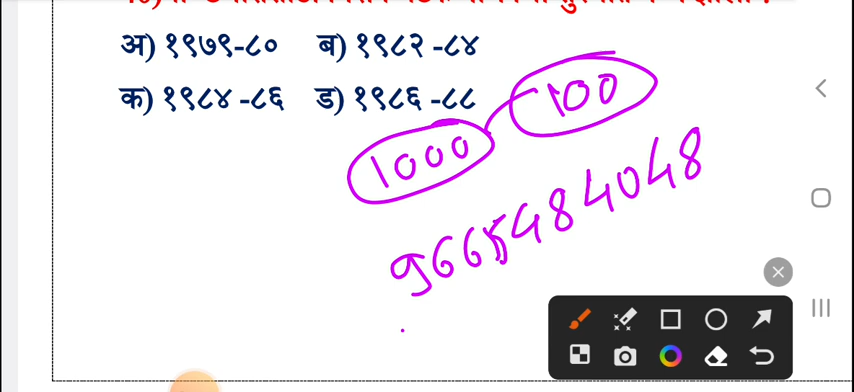 अ) १९७९-८० ब) १९८२-८४
क) १९८४-८६ ड) १९८६-८८
1000 100
9665484048